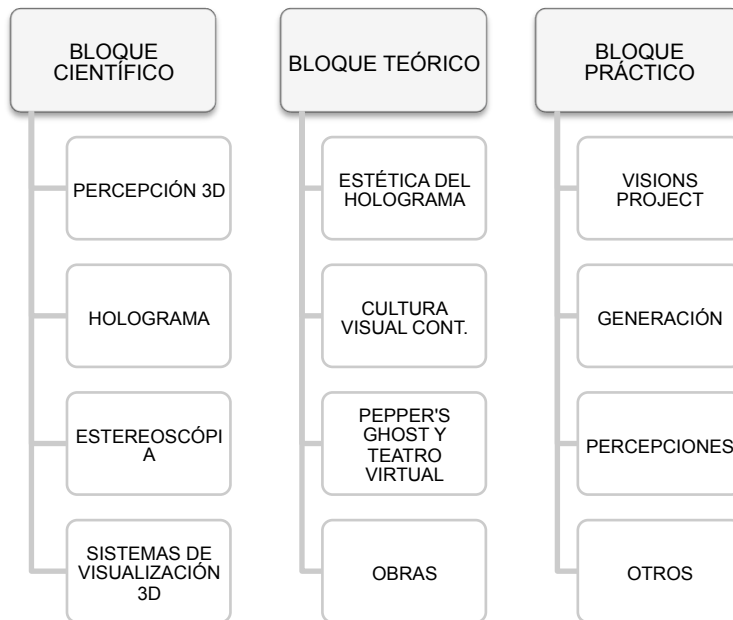 BLOQUE
CIENTÍFICO
PERCEPCIÓN 3D
HOLOGRAMA
ESTEREOSCÓPI
A
SISTEMAS DE
VISUALIZACIÓN
3D
BLOQUE TEÓRICO
ESTÉTICA DEL
HOLOGRAMA
CULTURA
VISUAL CONT.
PEPPER'S
GHOST Y
TEATRO
VIRTUAL
OBRAS
BLOQUE
PRÁCTICO
VISIONS
PROJECT
GENERACIÓN
PERCEPCIONES
OTROS